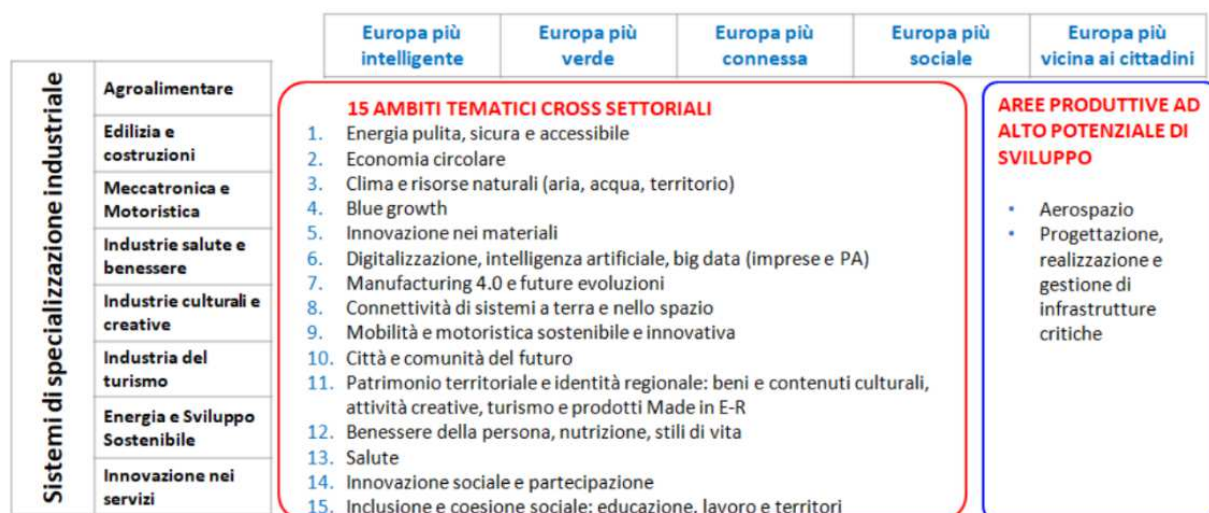 Europa più
intelligente
Europa più
verde
Europa più
connessa
Europa più
sociale
Europa più
vicina ai cittadini
Sistemi di specializzazione industriale
Agroalimentare
Edilizia e
costruzioni
Meccatronica e
Motoristica
Industrie salute e
benessere
Industrie culturali e
creative
Industria del
turismo
Energia e Sviluppo
Sostenibile
Innovazione nei
servizi
15 AMBITI TEMATICI CROSS SETTORIALI
1. Energia pulita, sicura e accessibile
2. Economia circolare
3. Clima e risorse naturali (aria, acqua, territorio)
4. Blue growth
5. Innovazione nei materiali
6. Digitalizzazione, intelligenza artificiale, big data (imprese e PA)
7. Manufacturing 4.0 e future evoluzioni
8. Connettività di sistemi a terra e nello spazio
9. Mobilità e motoristica sostenibile e innovativa
10. Città e comunità del futuro
11. Patrimonio territoriale e identità regionale: beni e contenuti culturali,
attività creative, turismo e prodotti Made in E-R
12. Benessere della persona, nutrizione, stili di vita
13. Salute
14. Innovazione sociale e partecipazione
15. Inclusione e coesione sociale: educazione, lavoro e territori
AREE PRODUTTIVE AD
ALTO POTENZIALE DI
SVILUPPO
• Aerospazio
• Progettazione,
realizzazione e
gestione di
infrastrutture
critiche